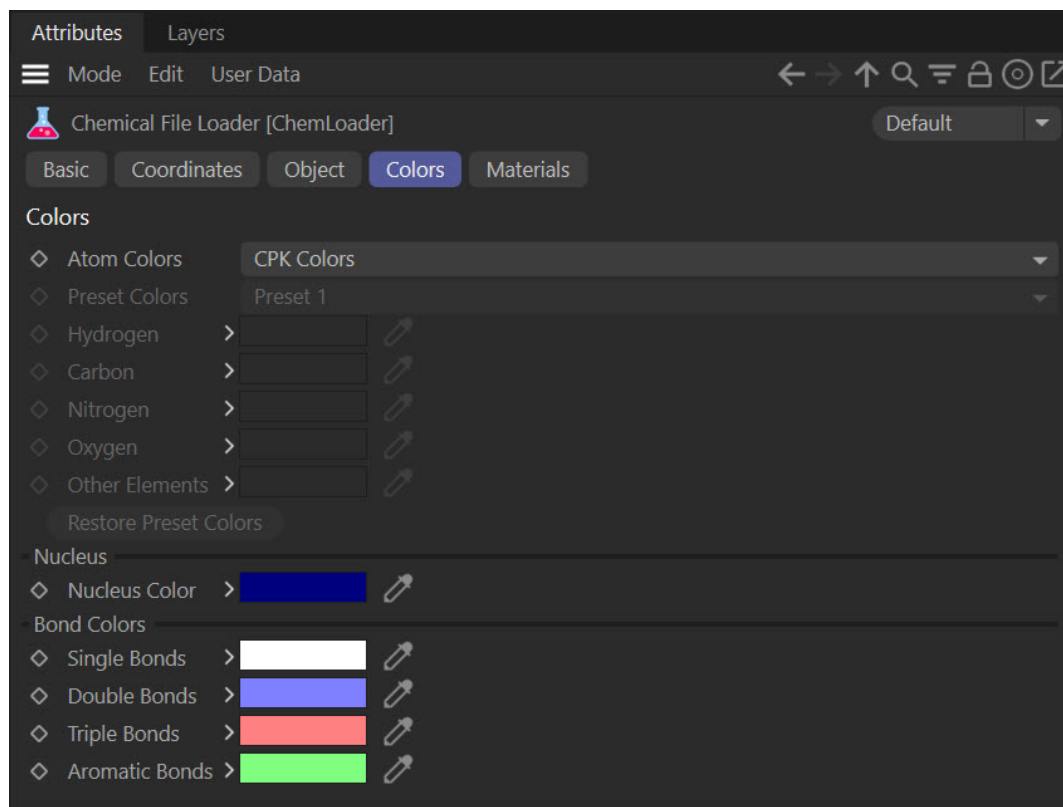 Attributes Layers
Mode Edit User Data
Chemical File Loader [ChemLoader] Default
Basic Coordinates Object Colors Materials
Colors
Atom Colors CPK Colors
Preset Colors Preset 1
Hydrogen
Carbon
Nitrogen
Oxygen
Other Elements
Restore Preset Colors
Nucleus
Nucleus Color
Bond Colors
Single Bonds
Double Bonds
Triple Bonds
Aromatic Bonds